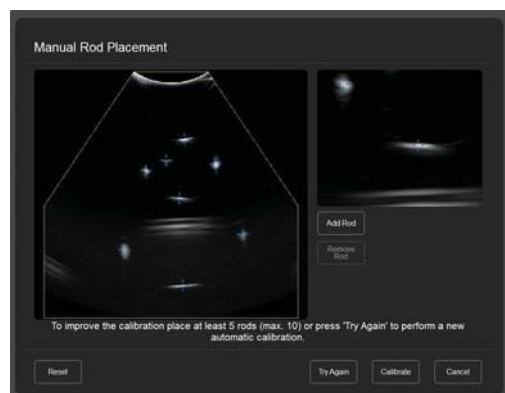 Manual Rod Placement
Add Rod
Remove
Rod
To improve the calibration place at least 5 rods (max. 10) or press 'Try Again' to perform a new
automatic calibration.
Reset
Try Again
Calibrate
Cancel